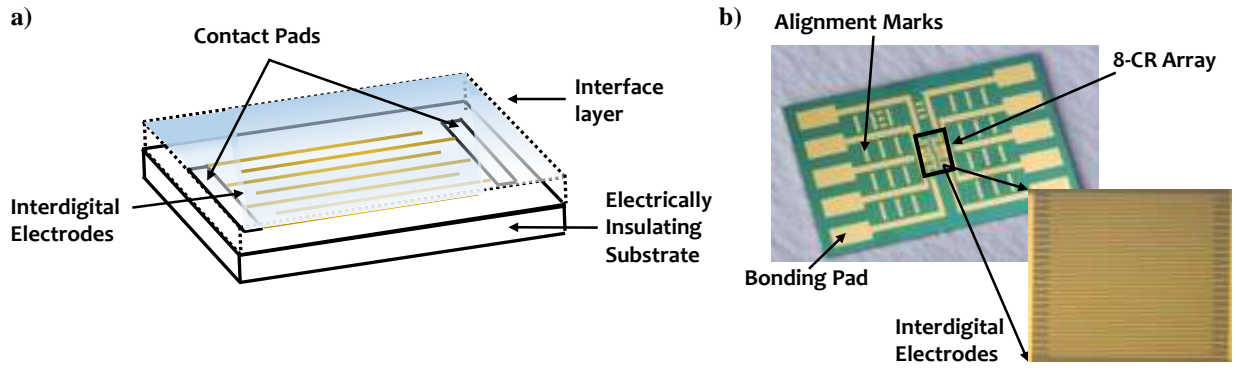 a)
Contact Pads
Interface
layer
Interdigital
Electrodes
Electrically
Insulating
Substrate
b)
Alignment Marks
8-CR Array
Bonding Pad
Interdigital
Electrodes